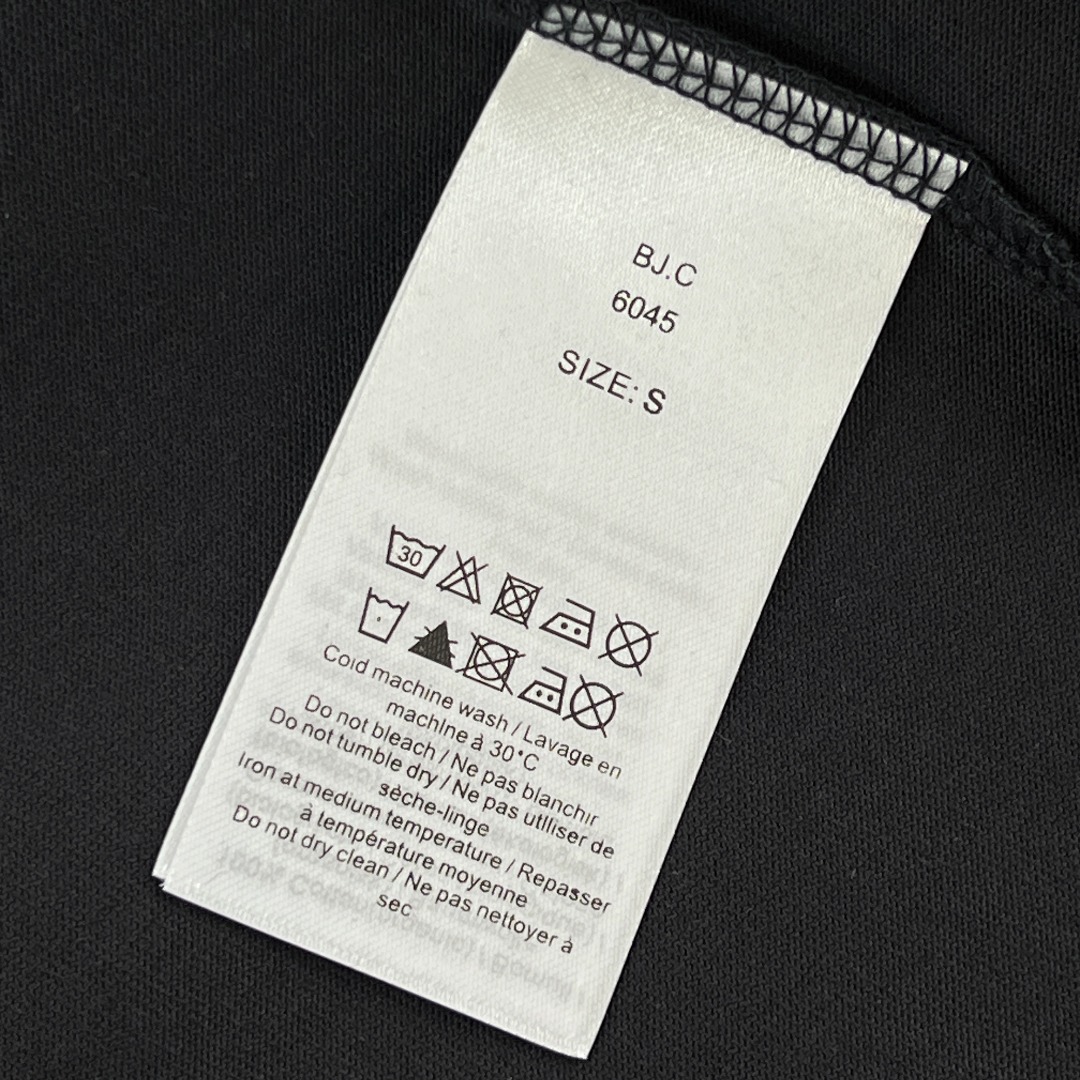 BJ.C
6045
SIZE: S
30
Cold machine wash / Lavage en
machine à 30°C
Do not bleach / Ne pas blanchir
Do not tumble dry / Ne pas utiliser de
sèche-linge
Iron at medium temperature / Repasser
à température moyenne
Do not dry clean / Ne pas nettoyer à
sec